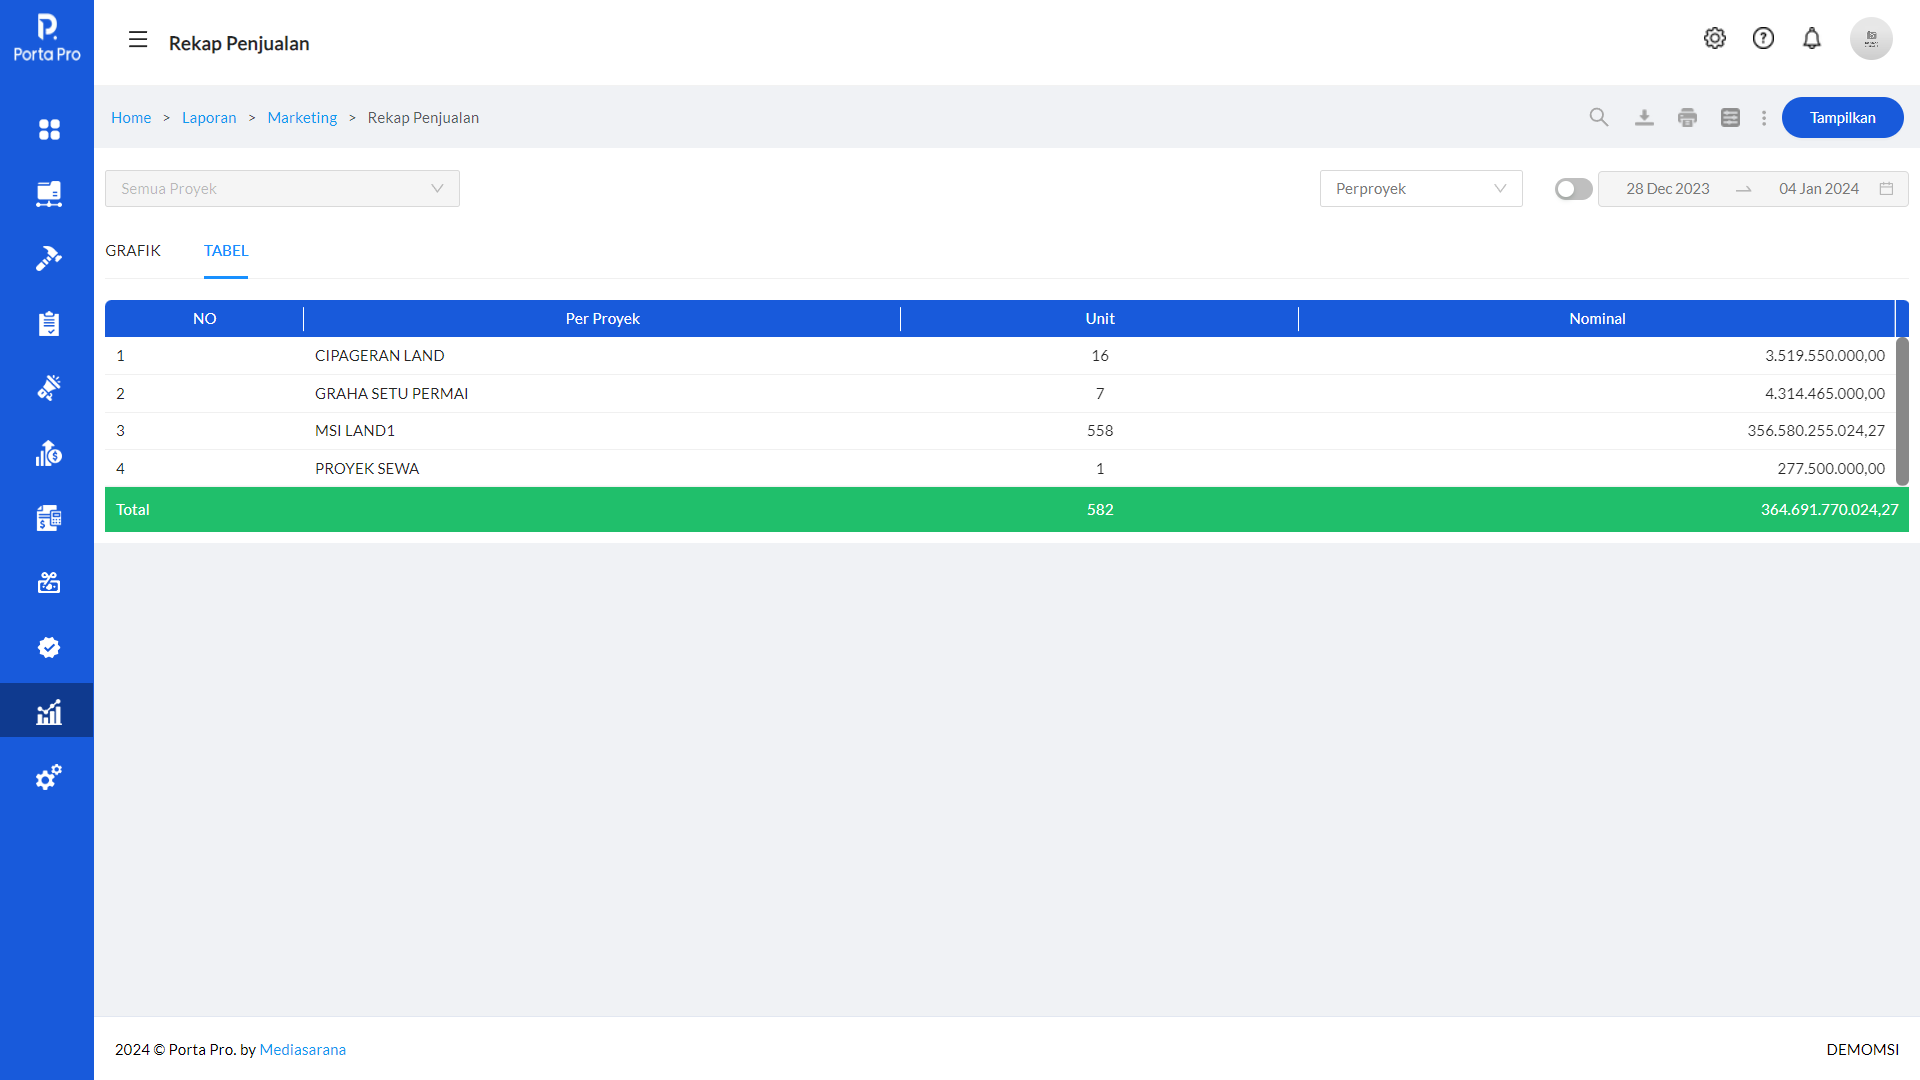 Porta Pro
Rekap Penjualan
Home > Laporan > Marketing > Rekap Penjualan
Tampilkan
Semua Proyek
Perproyek
28 Dec 2023
04 Jan 2024
GRAFIK TABEL
NO Per Proyek Unit Nominal
1 CIPAGERAN LAND 16 3.519.550.000,00
2 GRAHA SETU PERMAI 7 4.314.465.000,00
3 MSI LAND1 558 356.580.255.024,27
4 PROYEK SEWA 1 277.500.000,00
Total 582 364.691.770.024,27
2024 © Porta Pro. by Mediasarana
DEMOMSI